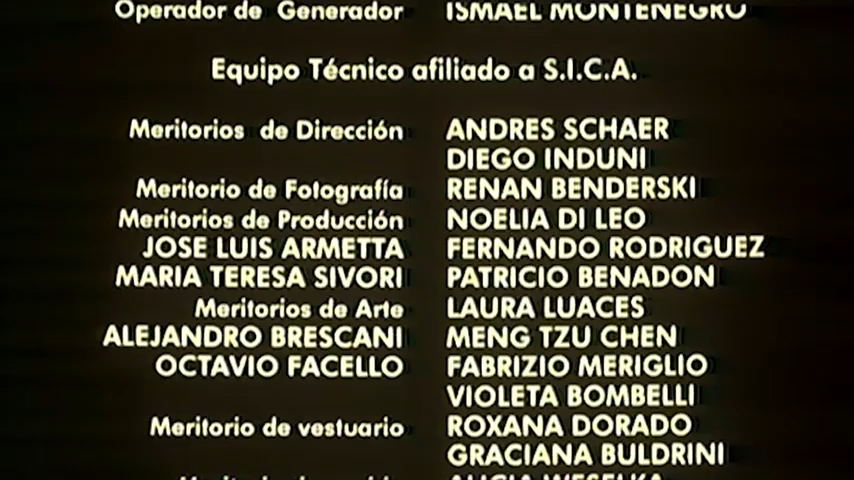 Operador de Generador ISMAEL MONTENEGRO
Equipo Técnico afiliado a S.I.C.A.
Meritorios de Dirección ANDRES SCHAER
DIEGO INDUNI
Meritorio de Fotografía RENAN BENDERSKI
Meritorios de Producción NOELIA DI LEO
JOSE LUIS ARMETTA FERNANDO RODRIGUEZ
MARIA TERESA SIVORI PATRICIO BENADON
Meritorios de Arte LAURA LUACES
ALEJANDRO BRESCANI MENG TZU CHEN
OCTAVIO FACELLO FABRIZIO MERIGLIO
VIOLETA BOMBELLI
Meritorio de vestuario ROXANA DORADO
GRACIANA BULDRINI